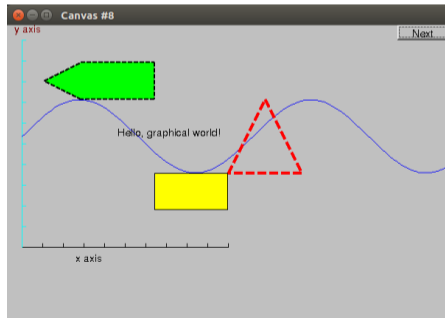 Canvas #8
y axis
Next
Hello, graphical world!
x axis